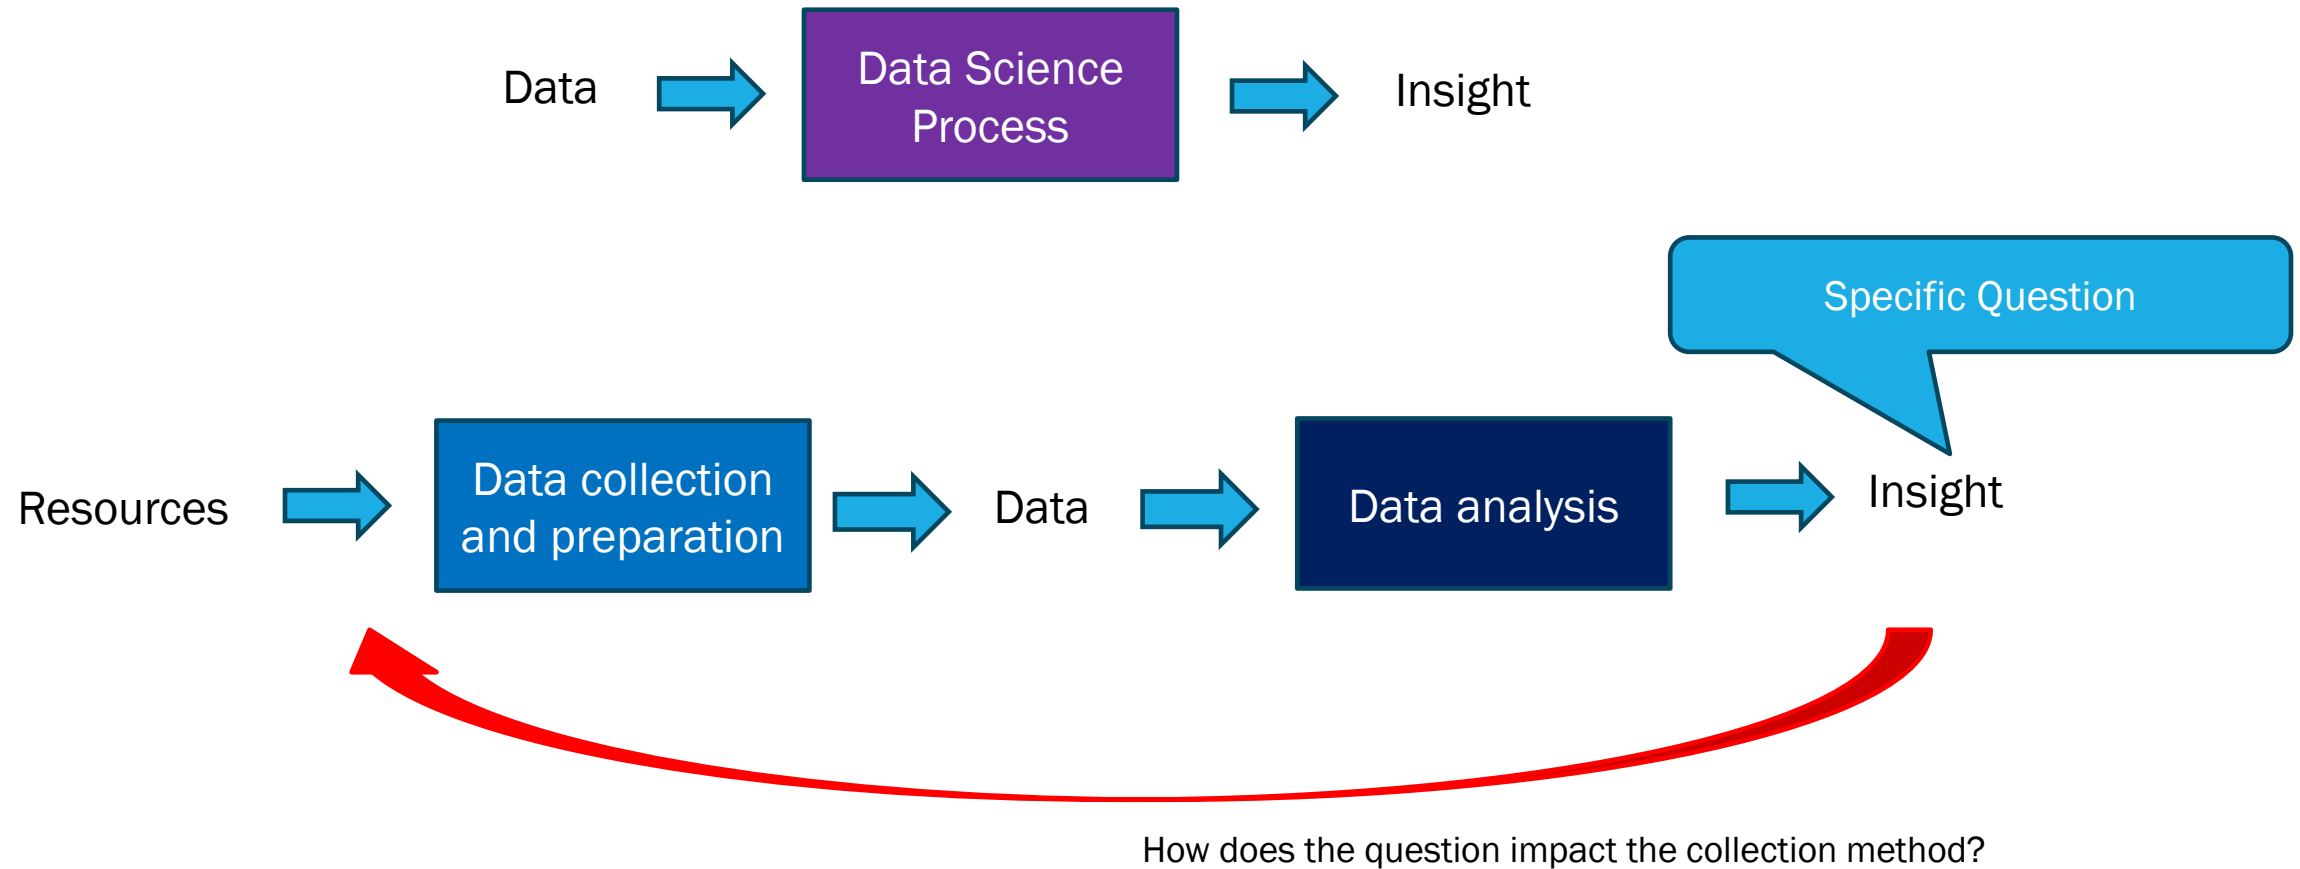 Data
Data Science
Process
Insight
Specific Question
Resources
Data collection
and preparation
Data
Data analysis
Insight
How does the question impact the collection method?